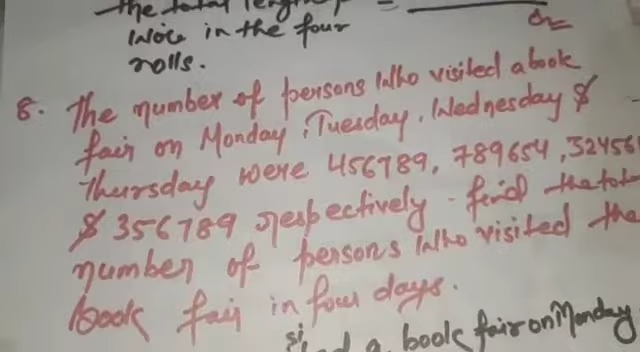 the total length
wire in the four
rolls.
8. The number of persons who visited a book
fair on Monday, Tuesday, Wednesday &
Thursday were 456789, 789654, 32456
& 356789 respectively. find the tot
number of persons who visited the
book fair in four days.
a book fair on Monday